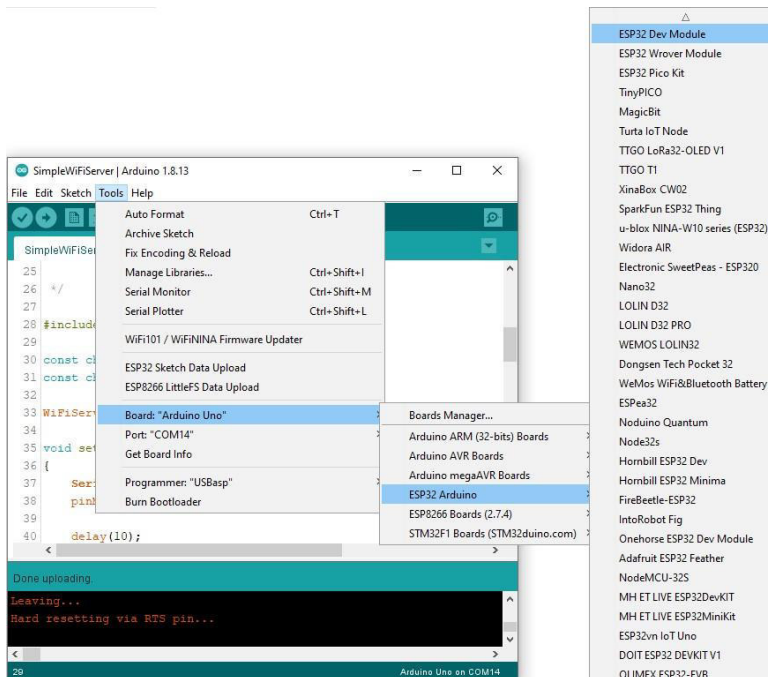 SimpleWiFiServer | Arduino 1.8.13
File Edit Sketch Tools Help
SimpleWiFiSer
25
26 */
27
28 #include
29
30 const ch
31 const ch
32
33 WiFiServ
34
35 void set
36 {
37 Seri
38 pinM
39
40 delay(10);
Auto Format Ctrl+T
Archive Sketch
Fix Encoding & Reload
Manage Libraries... Ctrl+Shift+I
Serial Monitor Ctrl+Shift+M
Serial Plotter Ctrl+Shift+L
WiFi101 / WiFiNINA Firmware Updater
ESP32 Sketch Data Upload
ESP8266 LittleFS Data Upload
Board: "Arduino Uno"
Port: "COM14"
Get Board Info
Programmer: "USBasp"
Burn Bootloader
Boards Manager...
Arduino ARM (32-bits) Boards
Arduino AVR Boards
Arduino megaAVR Boards
ESP32 Arduino
ESP8266 Boards (2.7.4)
STM32F1 Boards (STM32duino.com)
ESP32 Dev Module
ESP32 Wrover Module
ESP32 Pico Kit
TinyPICO
MagicBit
Turta IoT Node
TTGO LoRa32-OLED V1
TTGO T1
XinaBox CW02
SparkFun ESP32 Thing
u-blox NINA-W10 series (ESP32)
Widora AIR
Electronic SweetPeas - ESP320
Nano32
LOLIN D32
LOLIN D32 PRO
WEMOS LOLIN32
Dongsen Tech Pocket 32
WeMos WiFi&Bluetooth Battery
ESPea32
Noduino Quantum
Node32s
Hornbill ESP32 Dev
Hornbill ESP32 Minima
FireBeetle-ESP32
IntoRobot Fig
Onehorse ESP32 Dev Module
Adafruit ESP32 Feather
NodeMCU-32S
MH ET LIVE ESP32DevKIT
MH ET LIVE ESP32MiniKit
ESP32vn IoT Uno
DOIT ESP32 DEVKIT V1
OLIMEX ESP32-EVB
Done uploading.
Leaving...
Hard resetting via RTS pin...
29 Arduino Uno on COM14